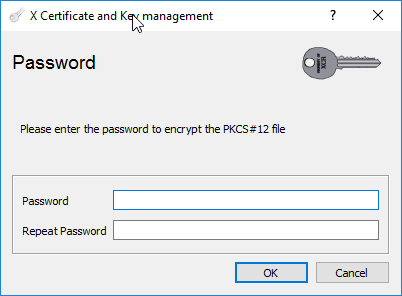 X Certificate and Key management
?
Password
Please enter the password to encrypt the PKCS#12 file
Password
Repeat Password
OK
Cancel